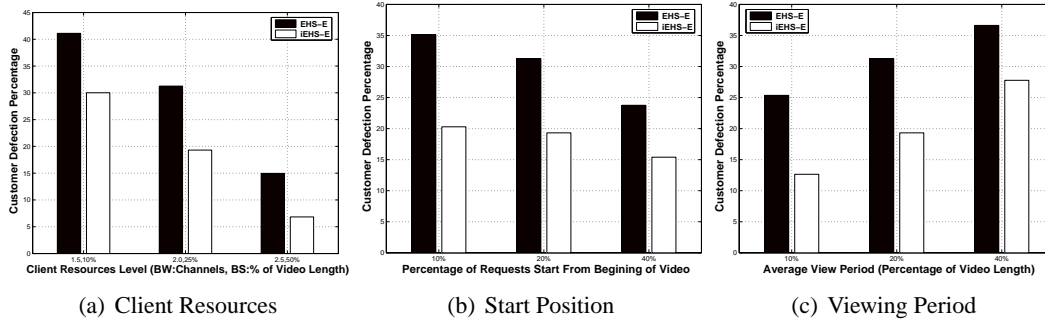 45
40
35
30
25
20
15
10
5
0
Customer Defection Percentage
EHS-E
iEHS-E
1.5,10%
2.0,25%
2.5,50%
Client Resources Level (BW:Channels, BS:% of Video Length)
(a) Client Resources
40
35
30
25
20
15
10
5
0
Customer Defection Percentage
EHS-E
iEHS-E
10%
20%
40%
Percentage of Requests Start From Begining of Video
(b) Start Position
40
35
30
25
20
15
10
5
0
Customer Defection Percentage
EHS-E
iEHS-E
10%
20%
40%
Average View Period (Percentage of Video Length)
(c) Viewing Period